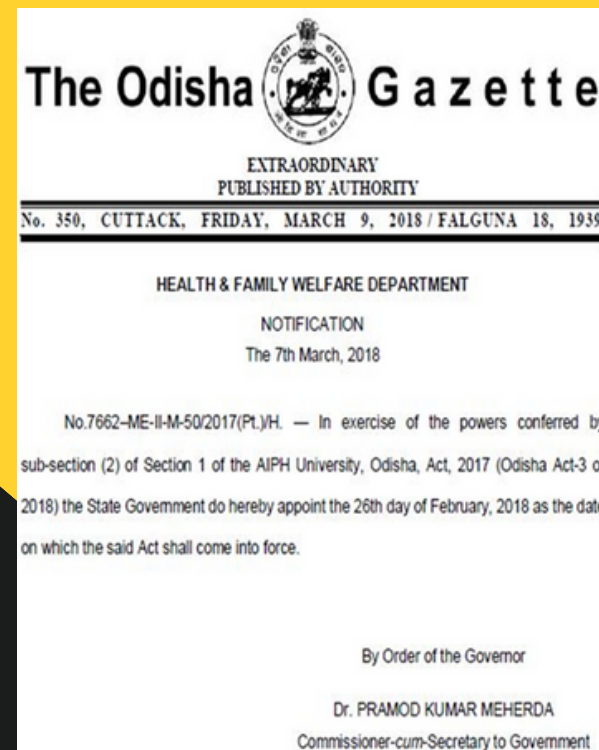 The Odisha Gazette
EXTRAORDINARY
PUBLISHED BY AUTHORITY
No. 350, CUTTACK, FRIDAY, MARCH 9, 2018 / FALGUNA 18, 1939
HEALTH & FAMILY WELFARE DEPARTMENT
NOTIFICATION
The 7th March, 2018
No.7662–ME-II-M-50/2017(Pt.)/H. — In exercise of the powers conferred by
sub-section (2) of Section 1 of the AIPH University, Odisha, Act, 2017 (Odisha Act-3 o
2018) the State Government do hereby appoint the 26th day of February, 2018 as the date
on which the said Act shall come into force.
By Order of the Governor
Dr. PRAMOD KUMAR MEHERDA
Commissioner-cum-Secretary to Government